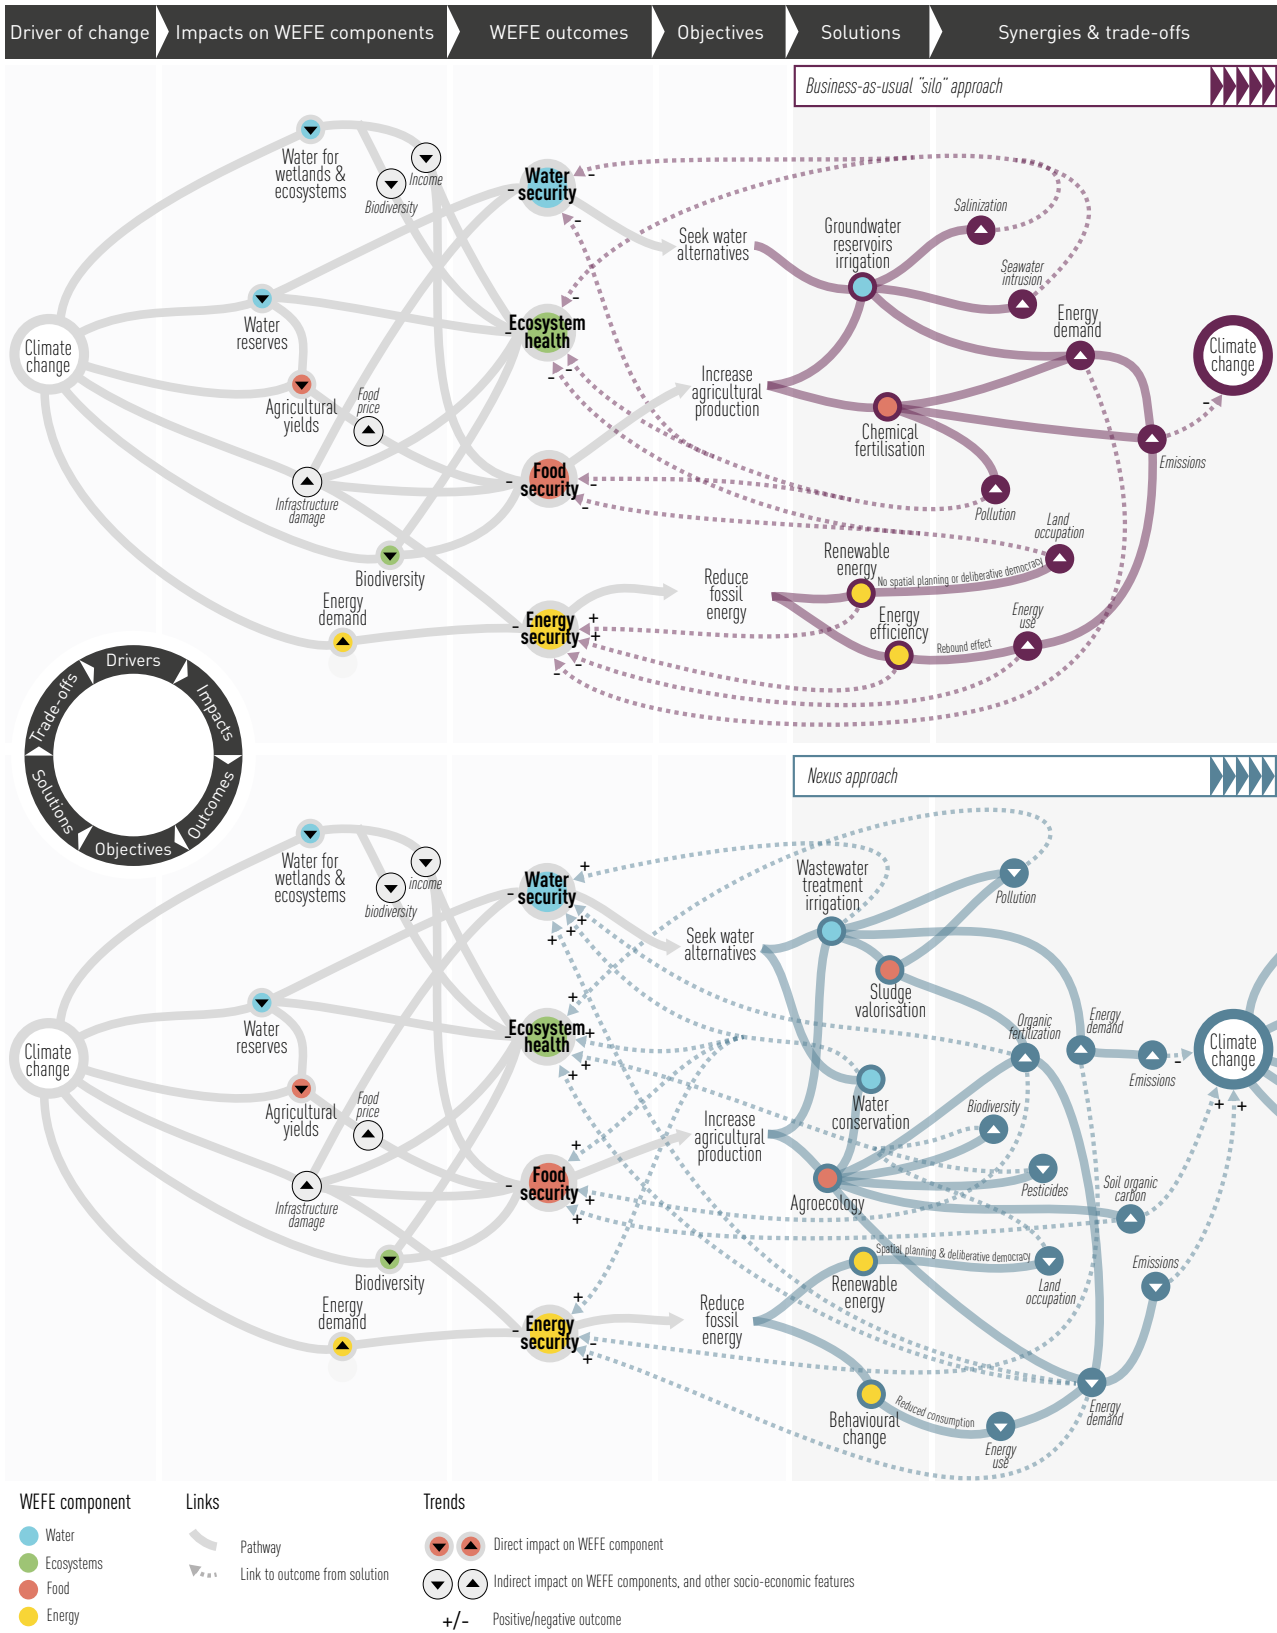 Driver of change
Impacts on WEFE components
WEFE outcomes
Objectives
Solutions
Synergies & trade-offs
Business-as-usual "silo" approach
Water for
wetlands &
ecosystems
Income
Biodiversity
Water
security
-
-
-
Salinization
Groundwater
reservoirs
irrigation
Seek water
alternatives
Seawater
intrusion
Water
reserves
Ecosystem
health
-
-
-
-
Energy
demand
Climate
change
Climate
change
-
Increase
agricultural
production
Food
price
Agricultural
yields
Chemical
fertilisation
Emissions
Food
security
-
-
-
Infrastructure
damage
Pollution
Land
occupation
Renewable
energy
No spatial planning or deliberative democracy
Biodiversity
Reduce
fossil
energy
Energy
demand
Energy
security
-
+
+
-
-
Energy
efficiency
Rebound effect
Energy
use
Drivers
Impacts
Outcomes
Objectives
Solutions
Trade-offs
Nexus approach
Water for
wetlands &
ecosystems
income
biodiversity
Water
security
-
+
+
+
+
Wastewater
treatment
irrigation
Pollution
Seek water
alternatives
Sludge
valorisation
Water
reserves
Ecosystem
health
-
+
+
+
+
Organic
fertilization
Energy
demand
Emissions
-
Climate
change
Climate
change
+
+
Water
conservation
Biodiversity
Increase
agricultural
production
Food
price
Agricultural
yields
Pesticides
Agroecology
Soil organic
carbon
Food
security
-
+
+
+
Infrastructure
damage
Spatial planning & deliberative democracy
Renewable
energy
Land
occupation
Emissions
Biodiversity
Reduce
fossil
energy
Energy
demand
Energy
security
-
+
-
+
Behavioural
change
Reduced consumption
Energy
use
Energy
demand
WEFE component
Water
Ecosystems
Food
Energy
Links
Pathway
Link to outcome from solution
Trends
Direct impact on WEFE component
Indirect impact on WEFE components, and other socio-economic features
+/-
Positive/negative outcome